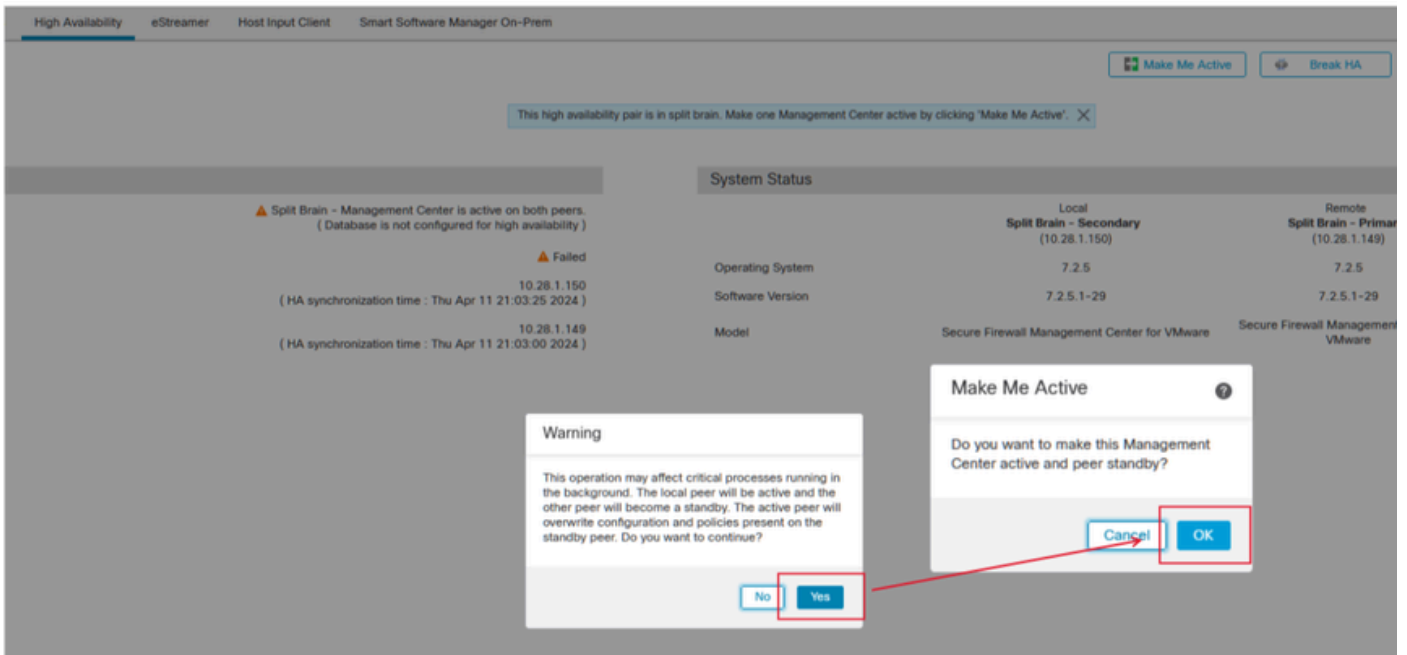 High Availability eStreamer Host Input Client Smart Software Manager On-Prem
Make Me Active Break HA
This high availability pair is in split brain. Make one Management Center active by clicking 'Make Me Active'.
System Status
Split Brain - Management Center is active on both peers.
( Database is not configured for high availability )
Failed
10.28.1.150
( HA synchronization time : Thu Apr 11 21:03:25 2024 )
10.28.1.149
( HA synchronization time : Thu Apr 11 21:03:00 2024 )
Local Remote
Split Brain - Secondary Split Brain - Primar
(10.28.1.150) (10.28.1.149)
Operating System 7.2.5 7.2.5
Software Version 7.2.5.1-29 7.2.5.1-29
Model Secure Firewall Management Center for VMware Secure Firewall Management
VMware
Warning
This operation may affect critical processes running in
the background. The local peer will be active and the
other peer will become a standby. The active peer will
overwrite configuration and policies present on the
standby peer. Do you want to continue?
No Yes
Make Me Active
Do you want to make this Management
Center active and peer standby?
Cancel OK